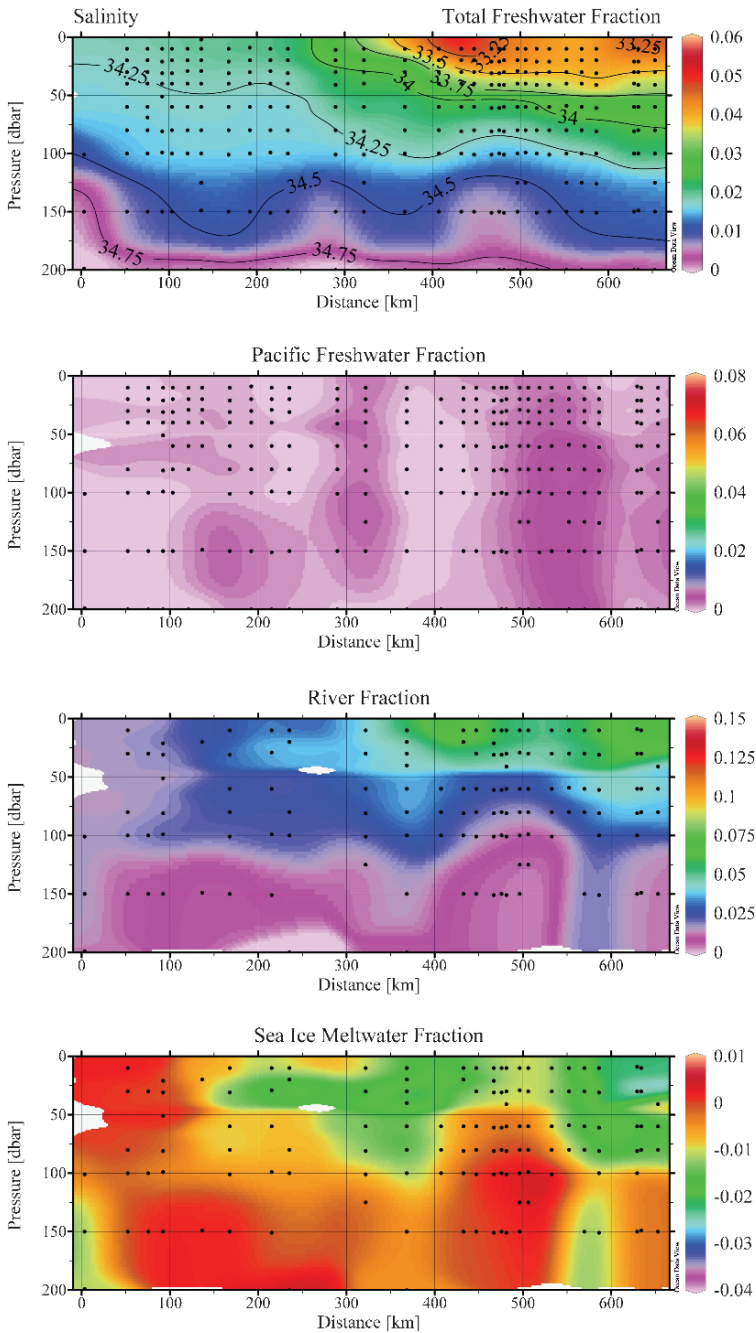 Salinity Total Freshwater Fraction
0
50
100
150
200
Pressure [dbar]
34.25
33.5
33.25
33.25
33.75
34
34
34.25
34.5
34.5
34.75
34.75
0 100 200 300 400 500 600
Distance [km]
Ocean Data View
0.06
0.05
0.04
0.03
0.02
0.01
0
Pacific Freshwater Fraction
0
50
100
150
200
Pressure [dbar]
0 100 200 300 400 500 600
Distance [km]
Ocean Data View
0.08
0.06
0.04
0.02
0
River Fraction
0
50
100
150
200
Pressure [dbar]
0 100 200 300 400 500 600
Distance [km]
Ocean Data View
0.15
0.125
0.1
0.075
0.05
0.025
0
Sea Ice Meltwater Fraction
0
50
100
150
200
Pressure [dbar]
0 100 200 300 400 500 600
Distance [km]
Ocean Data View
0.01
0
-0.01
-0.02
-0.03
-0.04